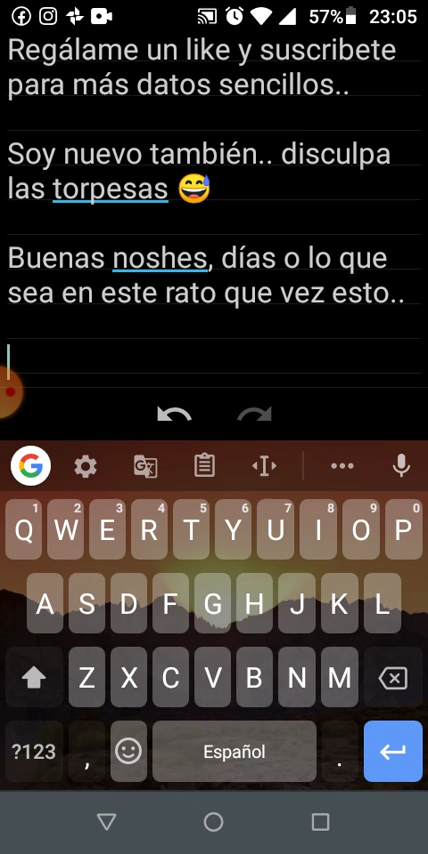 57% 23:05
Regálame un like y suscribete
para más datos sencillos..
Soy nuevo también.. disculpa
las torpesas 😅
Buenas noshes, días o lo que
sea en este rato que vez esto..
G
1 2 3 4 5 6 7 8 9 0
Q W E R T Y U I O P
A S D F G H J K L
Z X C V B N M
?123 , Español .